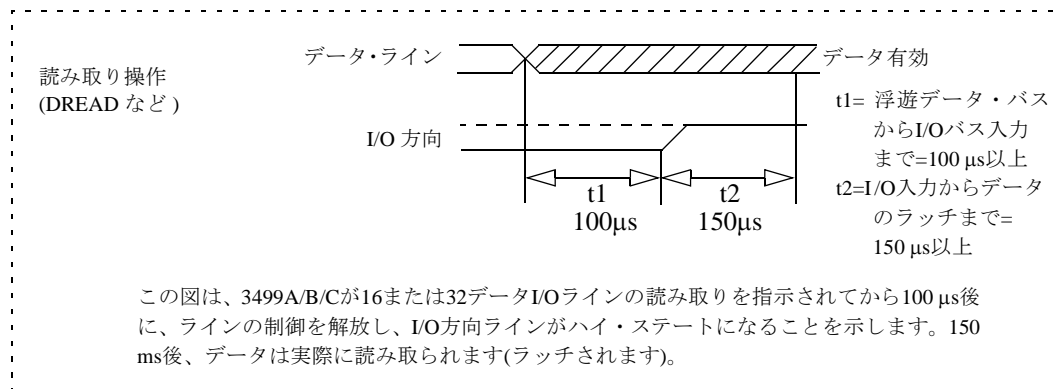 データ・ライン
データ有効
読み取り操作
(DREAD など )
I/O 方向
t1= 浮遊データ・バス
からI/Oバス入力
まで=100 μs以上
t2=I/O入力からデータ
のラッチまで=
150 μs以上
t1
100μs
t2
150μs
この図は、3499A/B/Cが16または32データI/Oラインの読み取りを指示されてから100 μs後
に、ラインの制御を解放し、I/O方向ラインがハイ・ステートになることを示します。150
ms後、データは実際に読み取られます(ラッチされます)。